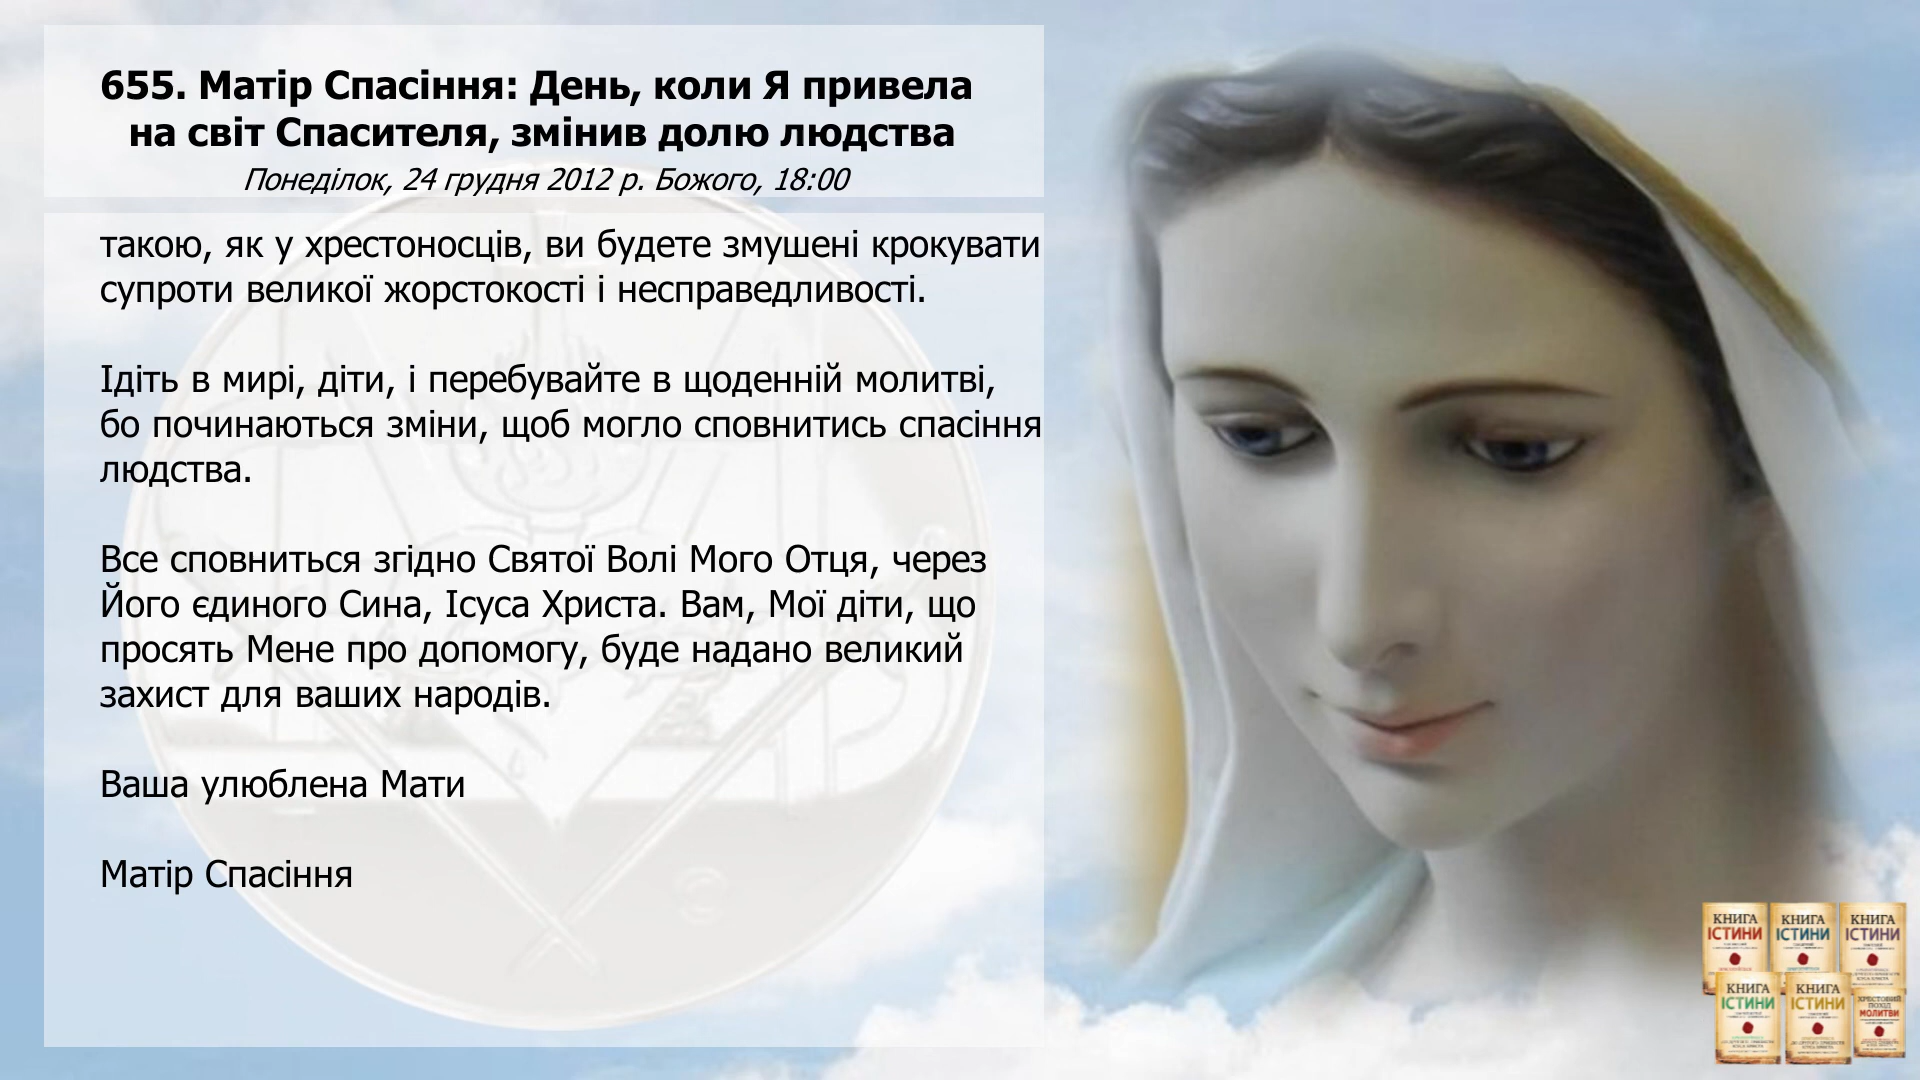 655. Матір Спасіння: День, коли Я привела
на світ Спасителя, змінив долю людства
Понеділок, 24 грудня 2012 р. Божого, 18:00
такою, як у хрестоносців, ви будете змушені крокувати
супроти великої жорстокості і несправедливості.
Ідіть в мирі, діти, і перебувайте в щоденній молитві,
бо починаються зміни, щоб могло сповнитись спасіння
людства.
Все сповниться згідно Святої Волі Мого Отця, через
Його єдиного Сина, Ісуса Христа. Вам, Мої діти, що
просять Мене про допомогу, буде надано великий
захист для ваших народів.
Ваша улюблена Мати
Матір Спасіння
КНИГА
ІСТИНИ
КНИГА
ІСТИНИ
КНИГА
ІСТИНИ
КНИГА
ІСТИНИ
КНИГА
ІСТИНИ
ХРЕСТОВИЙ
ПОХІД
МОЛИТВИ